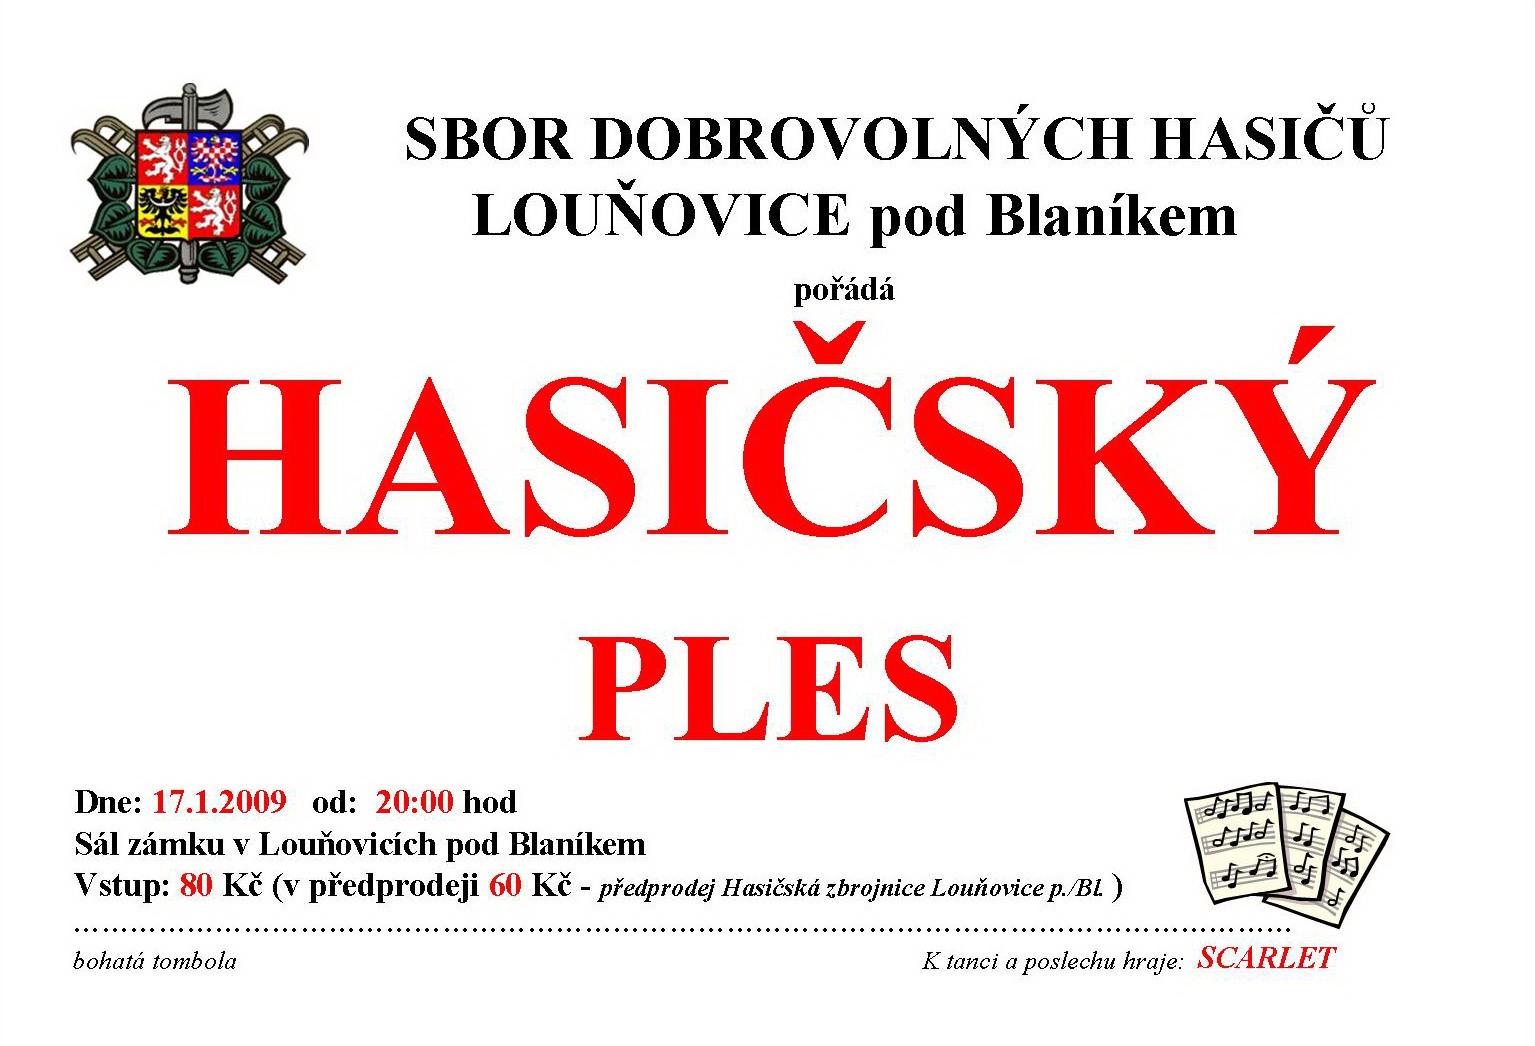 SBOR DOBROVOLNÝCH HASIČŮ
LOUŇOVICE pod Blaníkem
pořádá
HASIČSKÝ
PLES
Dne: 17.1.2009 od: 20:00 hod
Sál zámku v Louňovicích pod Blaníkem
Vstup: 80 Kč (v předprodeji 60 Kč - předprodej Hasičská zbrojnice Louňovice p./Bl. )
bohatá tombola K tanci a poslechu hraje: SCARLET